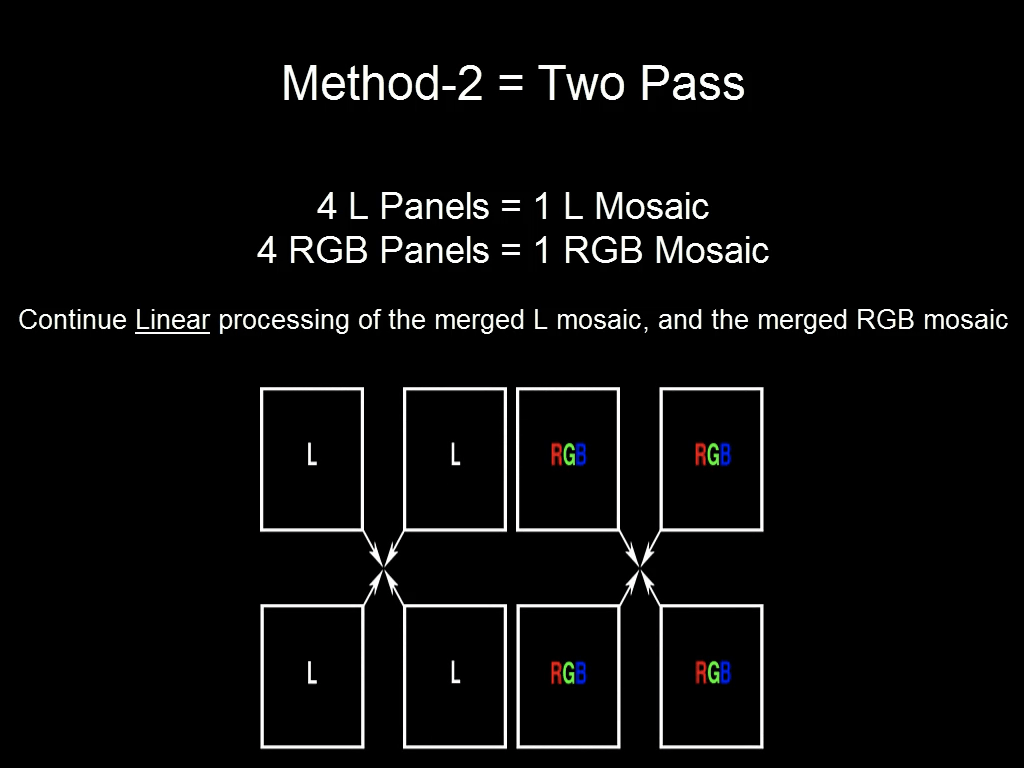 Method-2 = Two Pass
4 L Panels = 1 L Mosaic
4 RGB Panels = 1 RGB Mosaic
Continue Linear processing of the merged L mosaic, and the merged RGB mosaic
L L RGB RGB
L L RGB RGB